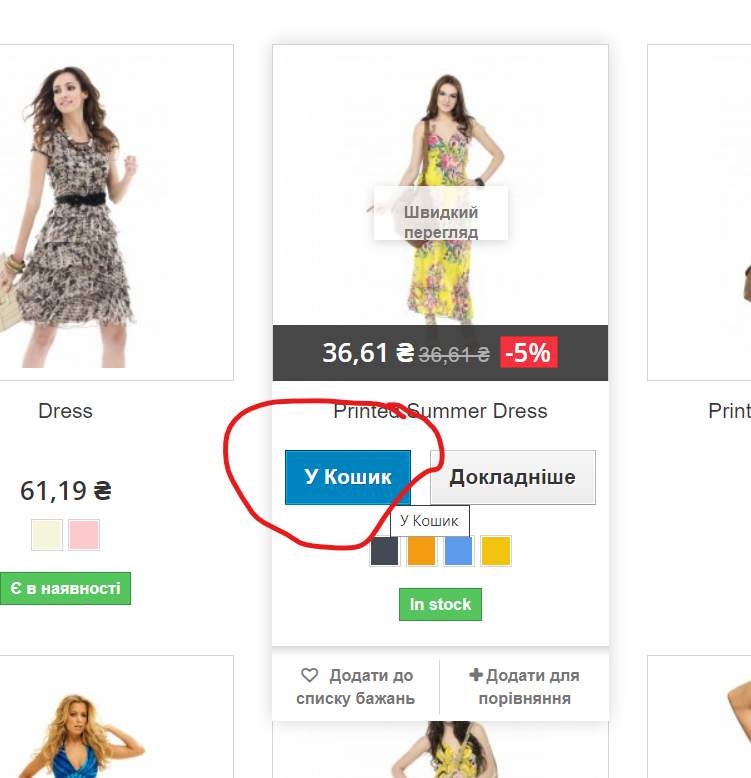 Швидкий
перегляд
36,61 ₴ 36,61 ₴ -5%
Dress
Printed Summer Dress
Print
61,19 ₴
У Кошик
Докладніше
У Кошик
Є в наявності
In stock
Додати до
списку бажань
Додати для
порівняння